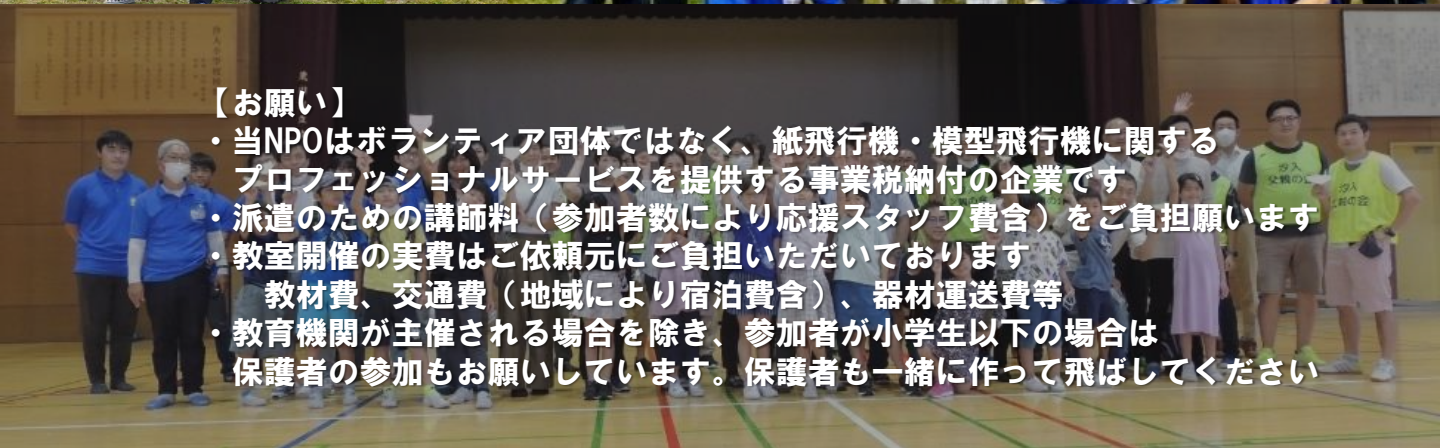 【お願い】
・当NPOはボランティア団体ではなく、紙飛行機・模型飛行機に関する
プロフェッショナルサービスを提供する事業税納付の企業です
・派遣のための講師料（参加者数により応援スタッフ費含）をご負担願います
・教室開催の実費はご依頼元にご負担いただいております
教材費、交通費（地域により宿泊費含）、器材運送費等
・教育機関が主催される場合を除き、参加者が小学生以下の場合は
保護者の参加もお願いしています。保護者も一緒に作って飛ばしてください
汐入
汐入